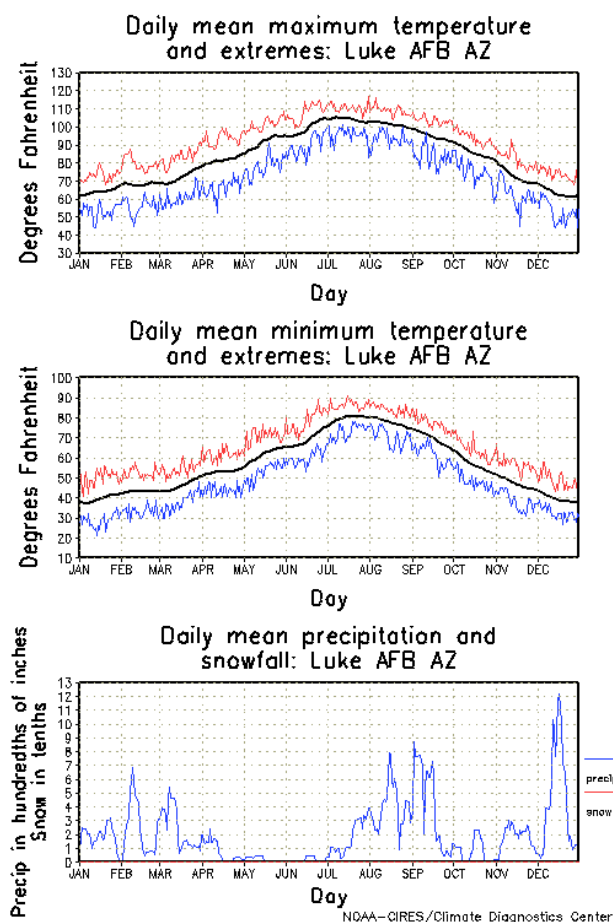 Daily mean maximum temperature
and extremes: Luke AFB AZ
Degrees Fahrenheit
130
120
110
100
90
80
70
60
50
40
30
JAN FEB MAR APR MAY JUN JUL AUG SEP OCT NOV DEC
Day
Daily mean minimum temperature
and extremes: Luke AFB AZ
Degrees Fahrenheit
100
90
80
70
60
50
40
30
20
10
JAN FEB MAR APR MAY JUN JUL AUG SEP OCT NOV DEC
Day
Daily mean precipitation and
snowfall: Luke AFB AZ
Precip in hundredths of inches
Snow in tenths
13
12
11
10
9
8
7
6
5
4
3
2
1
0
JAN FEB MAR APR MAY JUN JUL AUG SEP OCT NOV DEC
Day
precip
snow
NOAA-CIRES/Climate Diagnostics Center